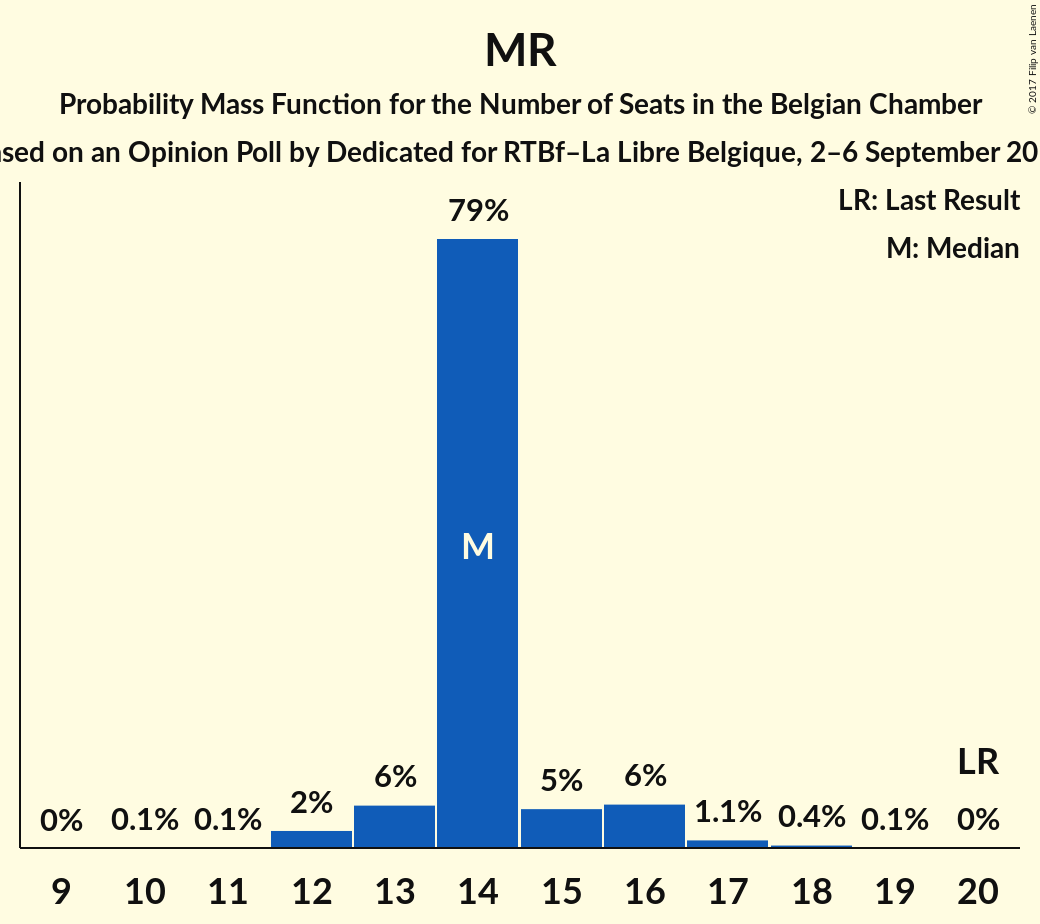 MR
Probability Mass Function for the Number of Seats in the Belgian Chamber
on an Opinion Poll by Dedicated for RTBf–La Libre Belgique, 2–6 September
LR: Last Result
M: Median
79%
M
LR
0% 0.1% 0.1% 2% 6% 5% 6% 1.1% 0.4% 0.1% 0%
9 10 11 12 13 14 15 16 17 18 19 20
© 2017 Filip van Laenen